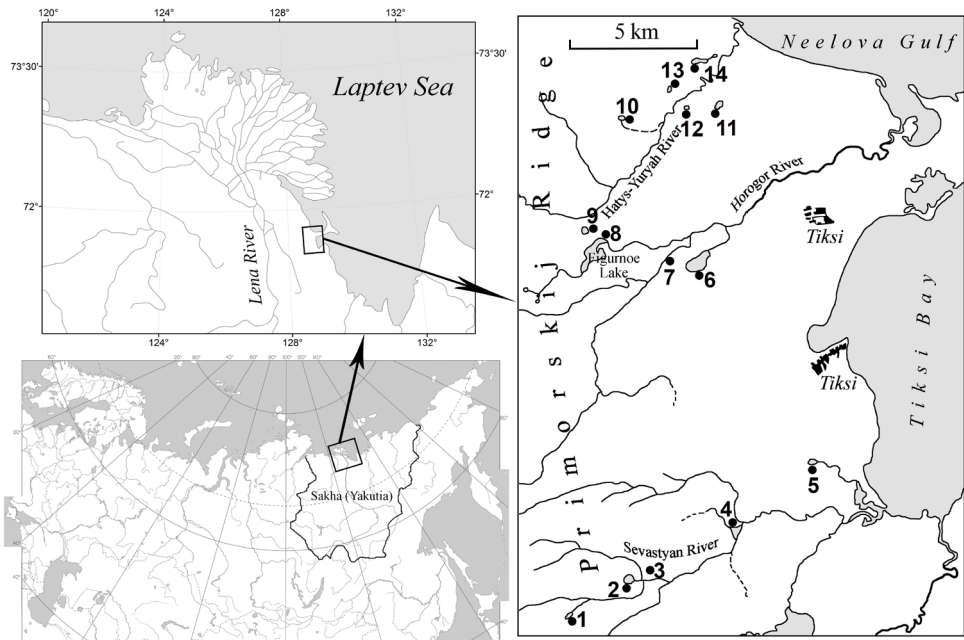 120°
124°
128°
132°
73°30'
73°30'
Laptev Sea
72°
72°
Lena River
124°
128°
132°
Sakha (Yakutia)
5 km
Neelova Gulf
13
14
10
12
11
Hatys-Yuryah River
Horogor River
9
8
Figurnoe
Lake
7
6
Tiksi
Tiksi
Tiksi Bay
Primorskij Ridge
5
4
Sevastyan River
3
2
1